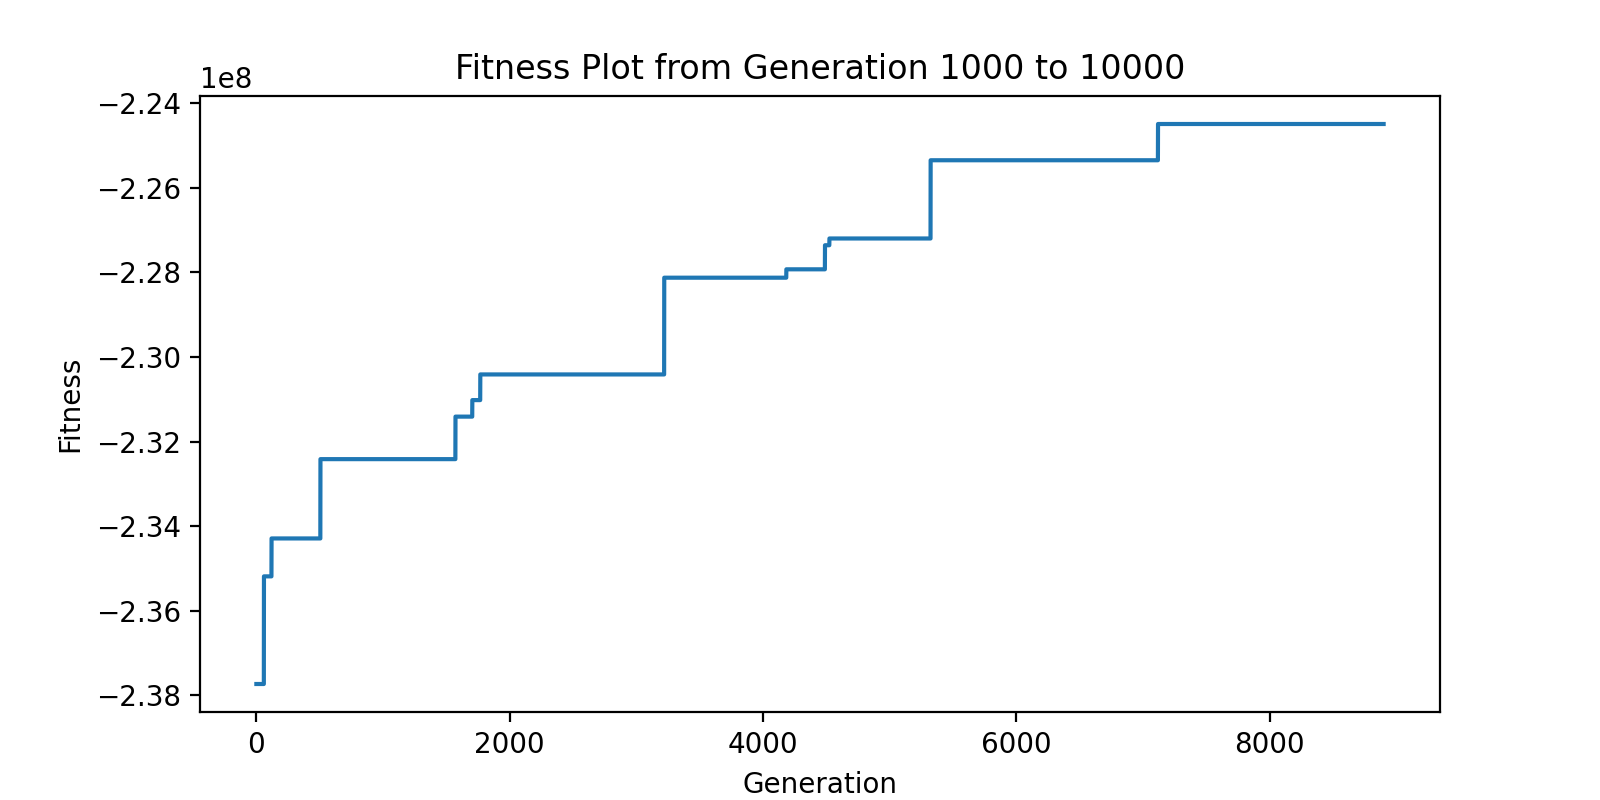 Fitness Plot from Generation 1000 to 10000
1e8
−2.24
−2.26
−2.28
−2.30
−2.32
−2.34
−2.36
−2.38
Fitness
0 2000 4000 6000 8000
Generation